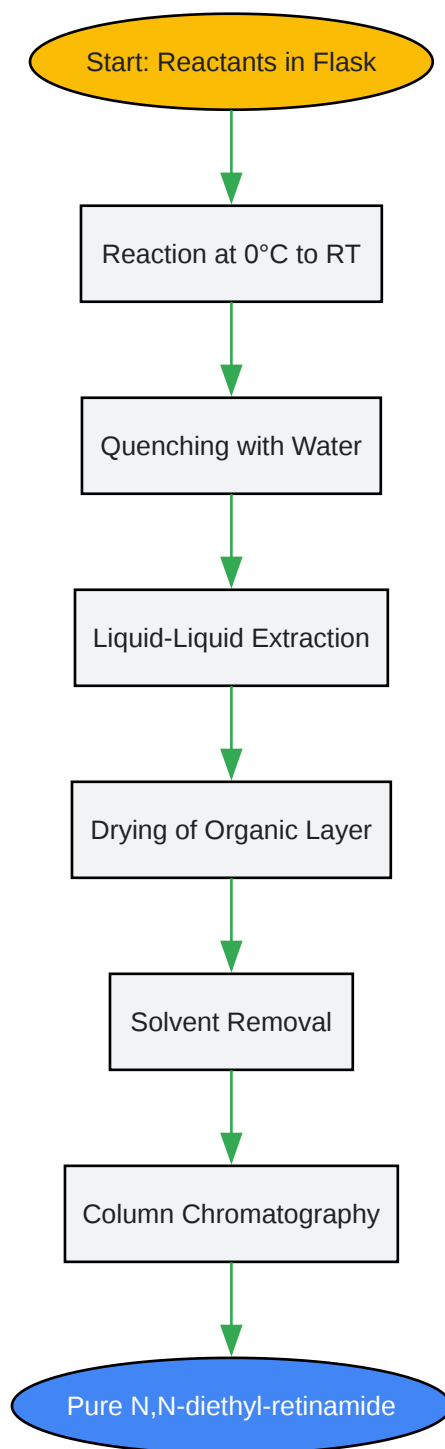 Start: Reactants in Flask
Reaction at 0°C to RT
Quenching with Water
Liquid-Liquid Extraction
Drying of Organic Layer
Solvent Removal
Column Chromatography
Pure N,N-diethyl-retinamide